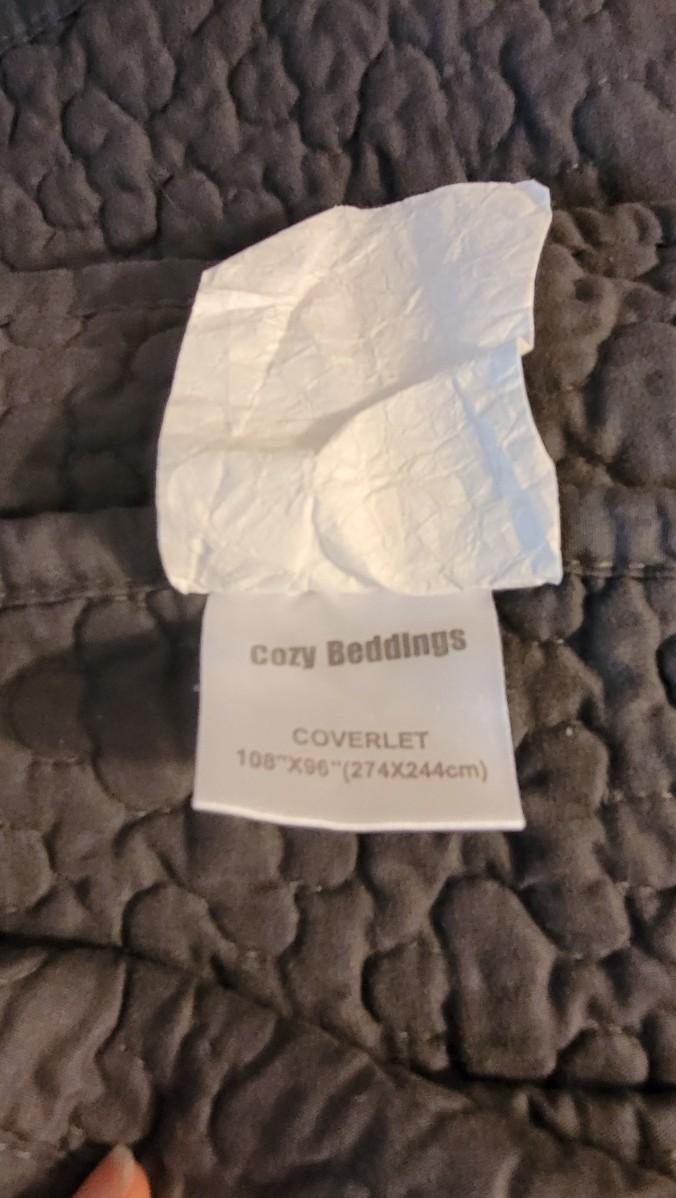 Cozy Beddings
COVERLET
108"X96"(274X244cm)